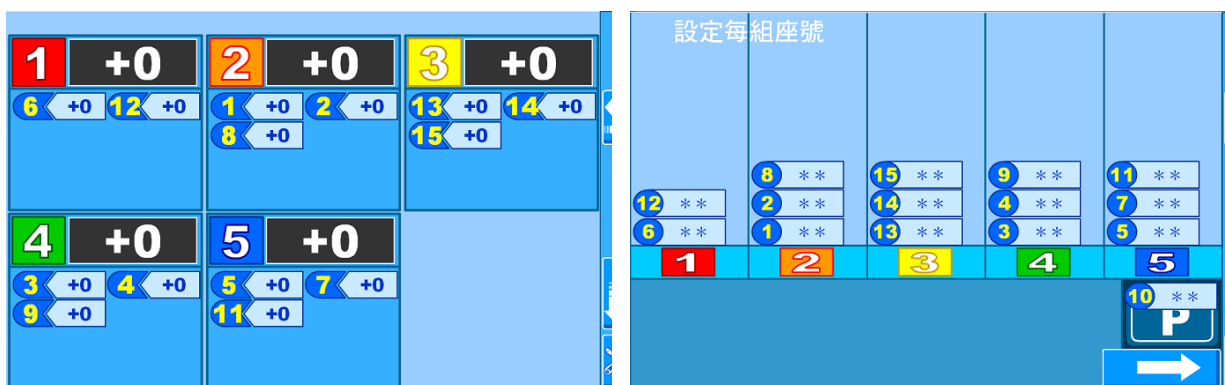 1 +0 2 +0 3 +0
6 +0 12 +0 1 +0 2 +0 13 +0 14 +0
8 +0 15 +0
4 +0 5 +0
3 +0 4 +0 5 +0 7 +0
9 +0 11 +0
設定每組座號
8 ** 15 ** 9 ** 11 **
12 ** 2 ** 14 ** 4 ** 7 **
6 ** 1 ** 13 ** 3 ** 5 **
1 2 3 4 5
10 **
P